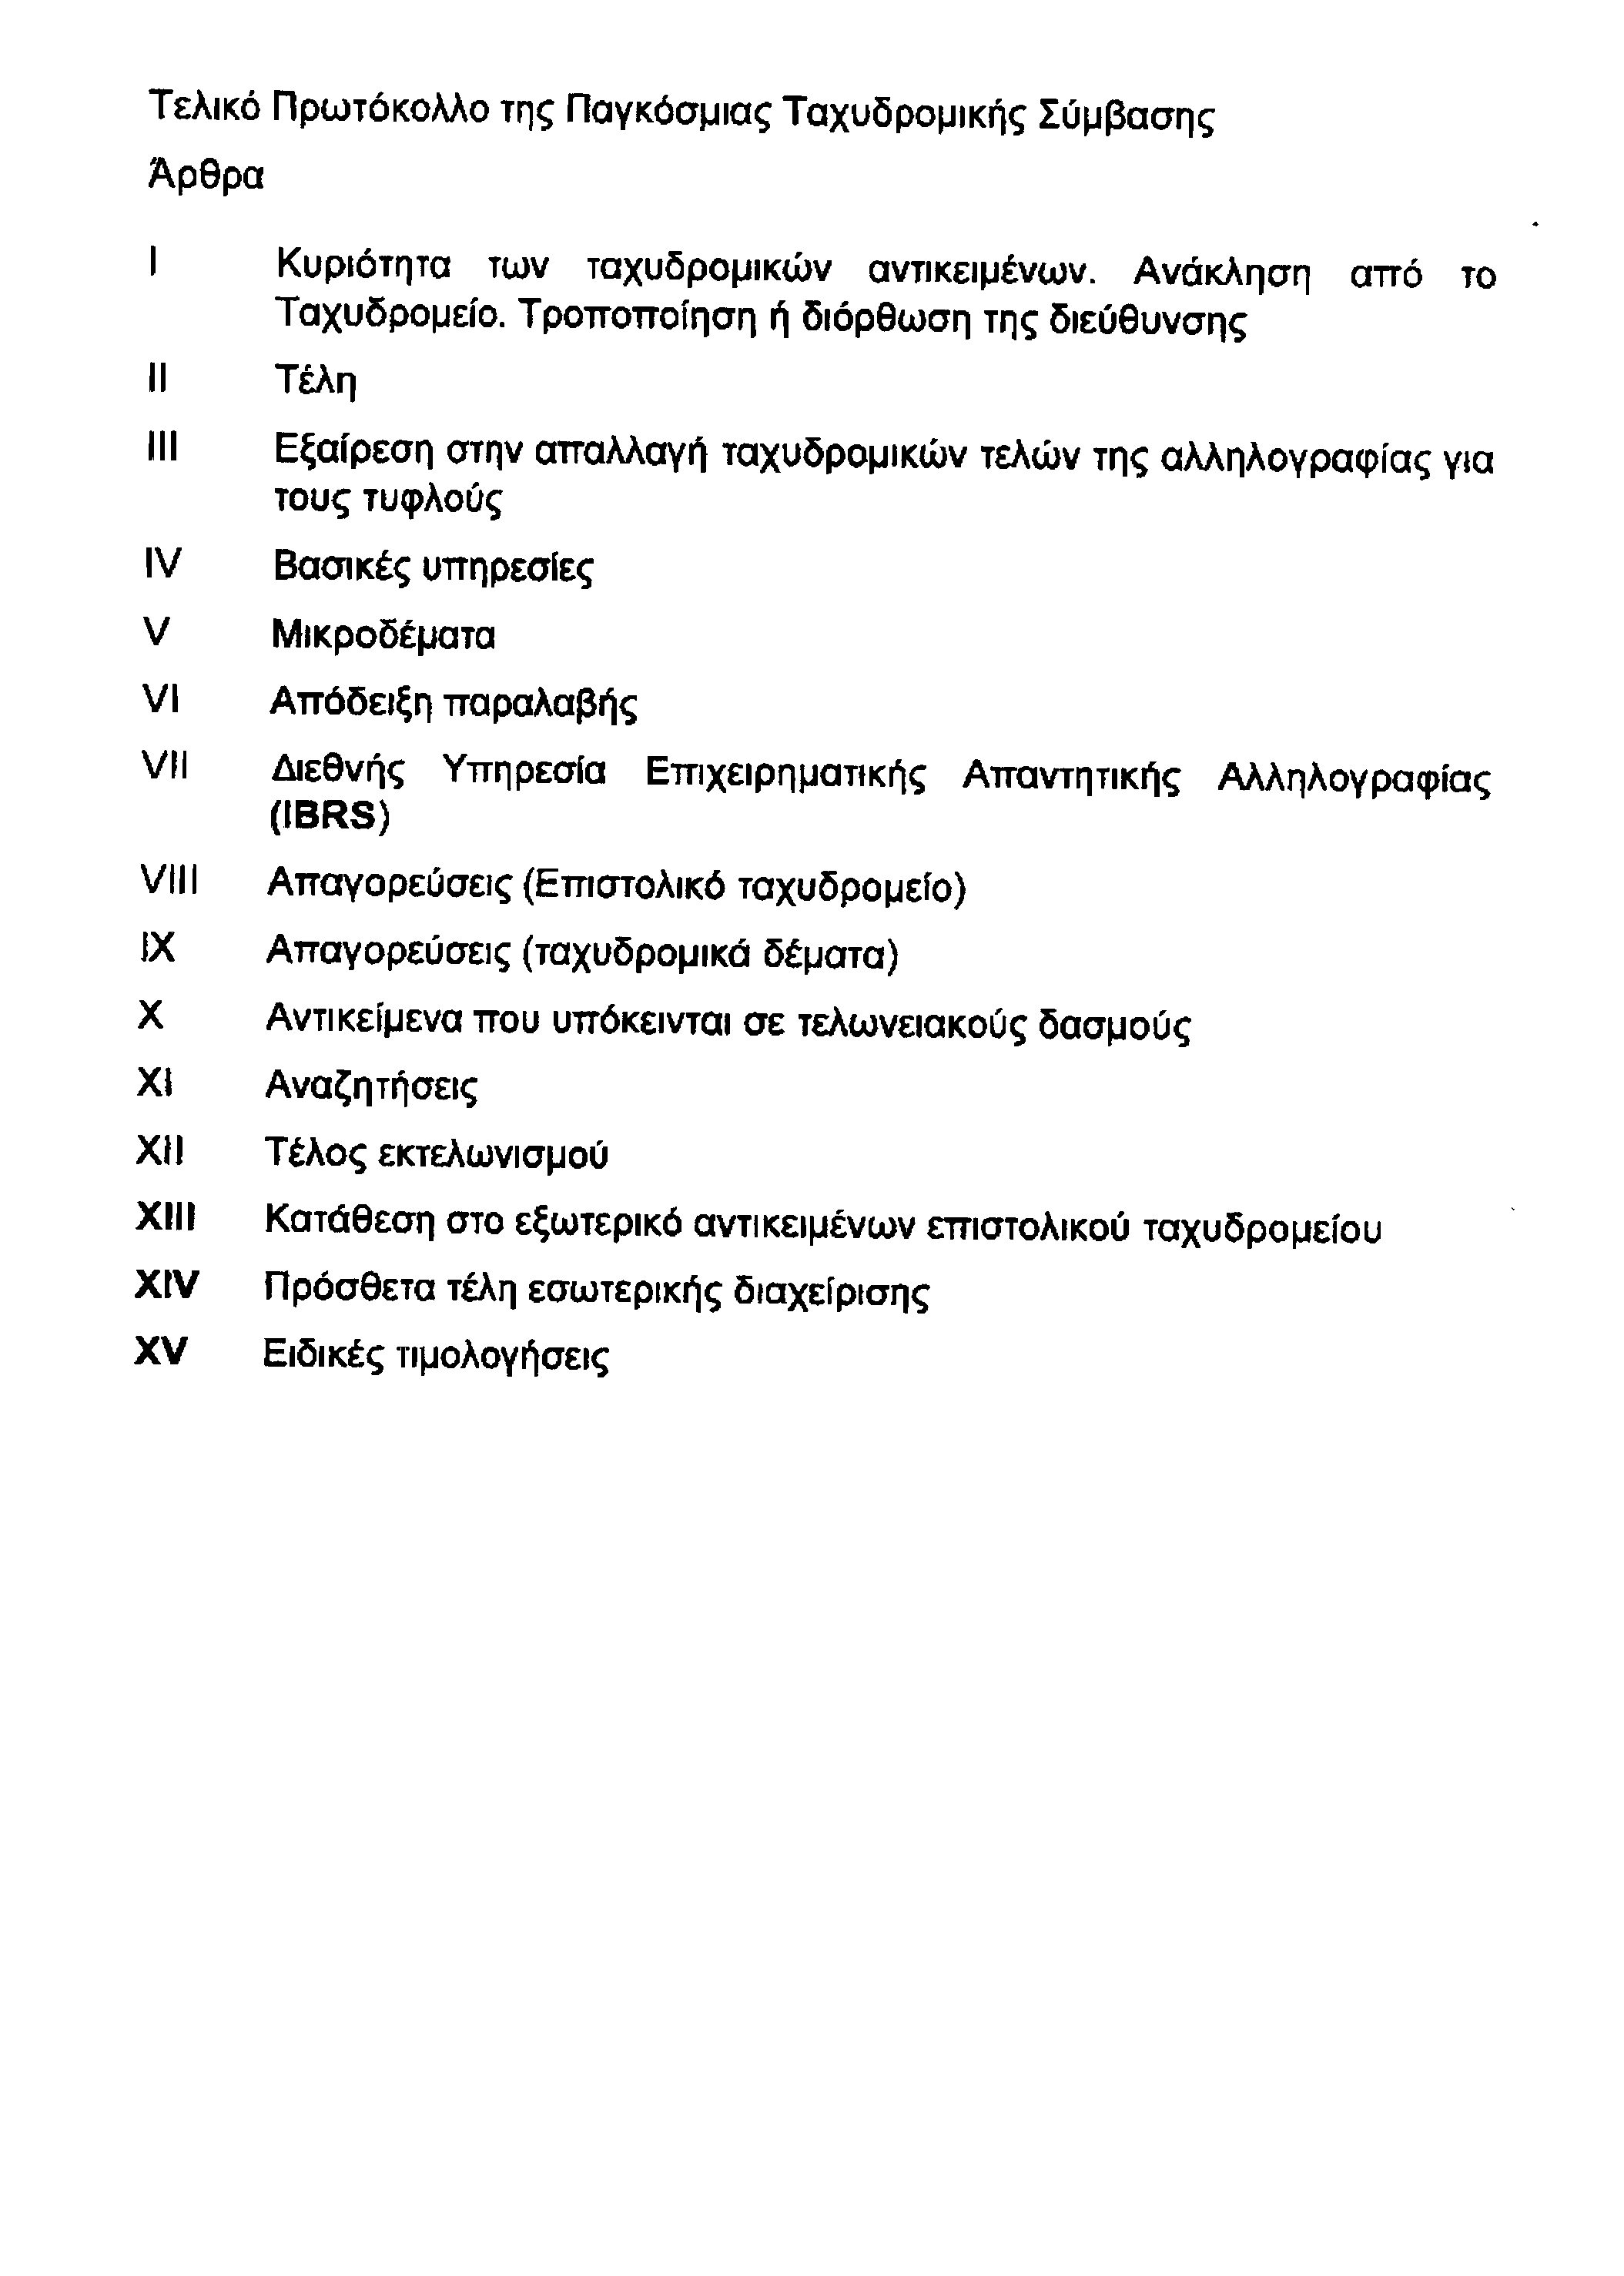 Τελικό Πρωτόκολλο της Παγκόσμιας Ταχυδρομικής Σύμβασης
Άρθρα
I Κυριότητα των ταχυδρομικών αντικειμένων. Ανάκληση από το
Ταχυδρομείο. Τροποποίηση ή διόρθωση της διεύθυνσης
II Τέλη
III Εξαίρεση στην απαλλαγή ταχυδρομικών τελών της αλληλογραφίας για
τους τυφλούς
IV Βασικές υπηρεσίες
V Μικροδέματα
VI Απόδειξη παραλαβής
VII Διεθνής Υπηρεσία Επιχειρηματικής Απαντητικής Αλληλογραφίας
(IBRS)
VIII Απαγορεύσεις (Επιστολικό ταχυδρομείο)
IX Απαγορεύσεις (ταχυδρομικά δέματα)
X Αντικείμενα που υπόκεινται σε τελωνειακούς δασμούς
XI Αναζητήσεις
XII Τέλος εκτελωνισμού
XIII Κατάθεση στο εξωτερικό αντικειμένων επιστολικού ταχυδρομείου
XIV Πρόσθετα τέλη εσωτερικής διαχείρισης
XV Ειδικές τιμολογήσεις